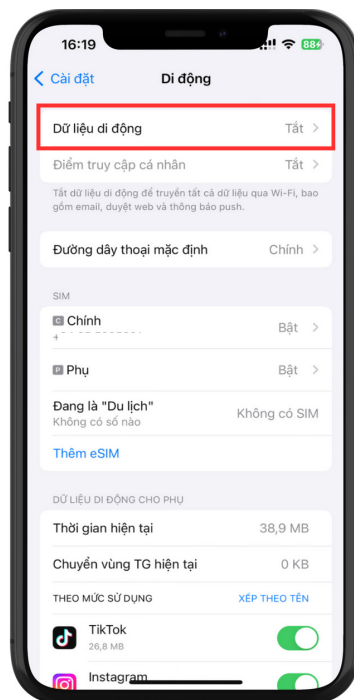 16:19
88
Cài đặt
Di động
Dữ liệu di động Tắt
Điểm truy cập cá nhân Tắt
Tắt dữ liệu di động để truyền tất cả dữ liệu qua Wi-Fi, bao
gồm email, duyệt web và thông báo push.
Đường dây thoại mặc định Chính
SIM
C Chính Bật
P Phụ Bật
Đang là "Du lịch" Không có SIM
Không có số nào
Thêm eSIM
DỮ LIỆU DI ĐỘNG CHO PHỤ
Thời gian hiện tại 38,9 MB
Chuyển vùng TG hiện tại 0 KB
THEO MỨC SỬ DỤNG XẾP THEO TÊN
TikTok
26,8 MB
Instagram